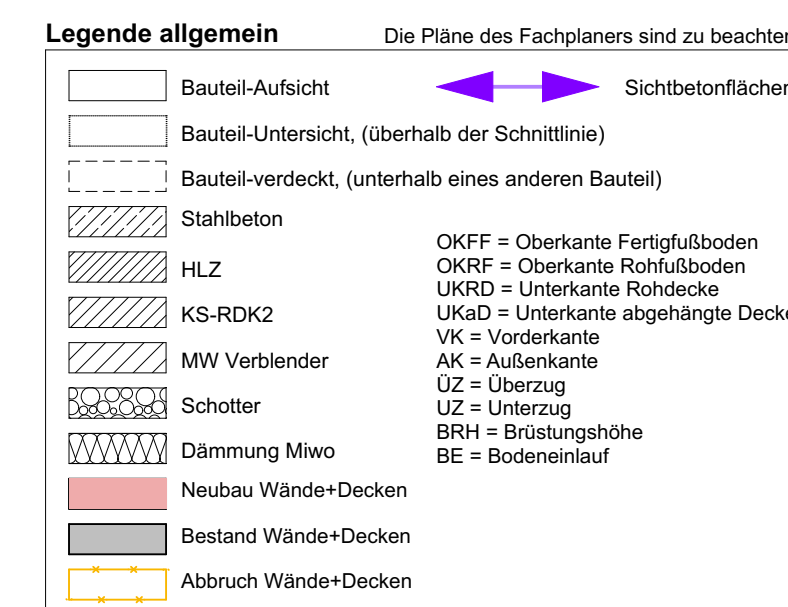 Legende allgemein
Die Pläne des Fachplaners sind zu beachten
Bauteil-Aufsicht
Sichtbetonflächen
Bauteil-Untersicht, (überhalb der Schnittlinie)
Bauteil-verdeckt, (unterhalb eines anderen Bauteil)
Stahlbeton
HLZ
KS-RDK2
MW Verblender
Schotter
Dämmung Miwo
Neubau Wände+Decken
Bestand Wände+Decken
Abbruch Wände+Decken
OKFF = Oberkante Fertigfußboden
OKRF = Oberkante Rohfußboden
UKRD = Unterkante Rohdecke
UKaD = Unterkante abgehängte Decke
VK = Vorderkante
AK = Außenkante
ÜZ = Überzug
UZ = Unterzug
BRH = Brüstungshöhe
BE = Bodeneinlauf